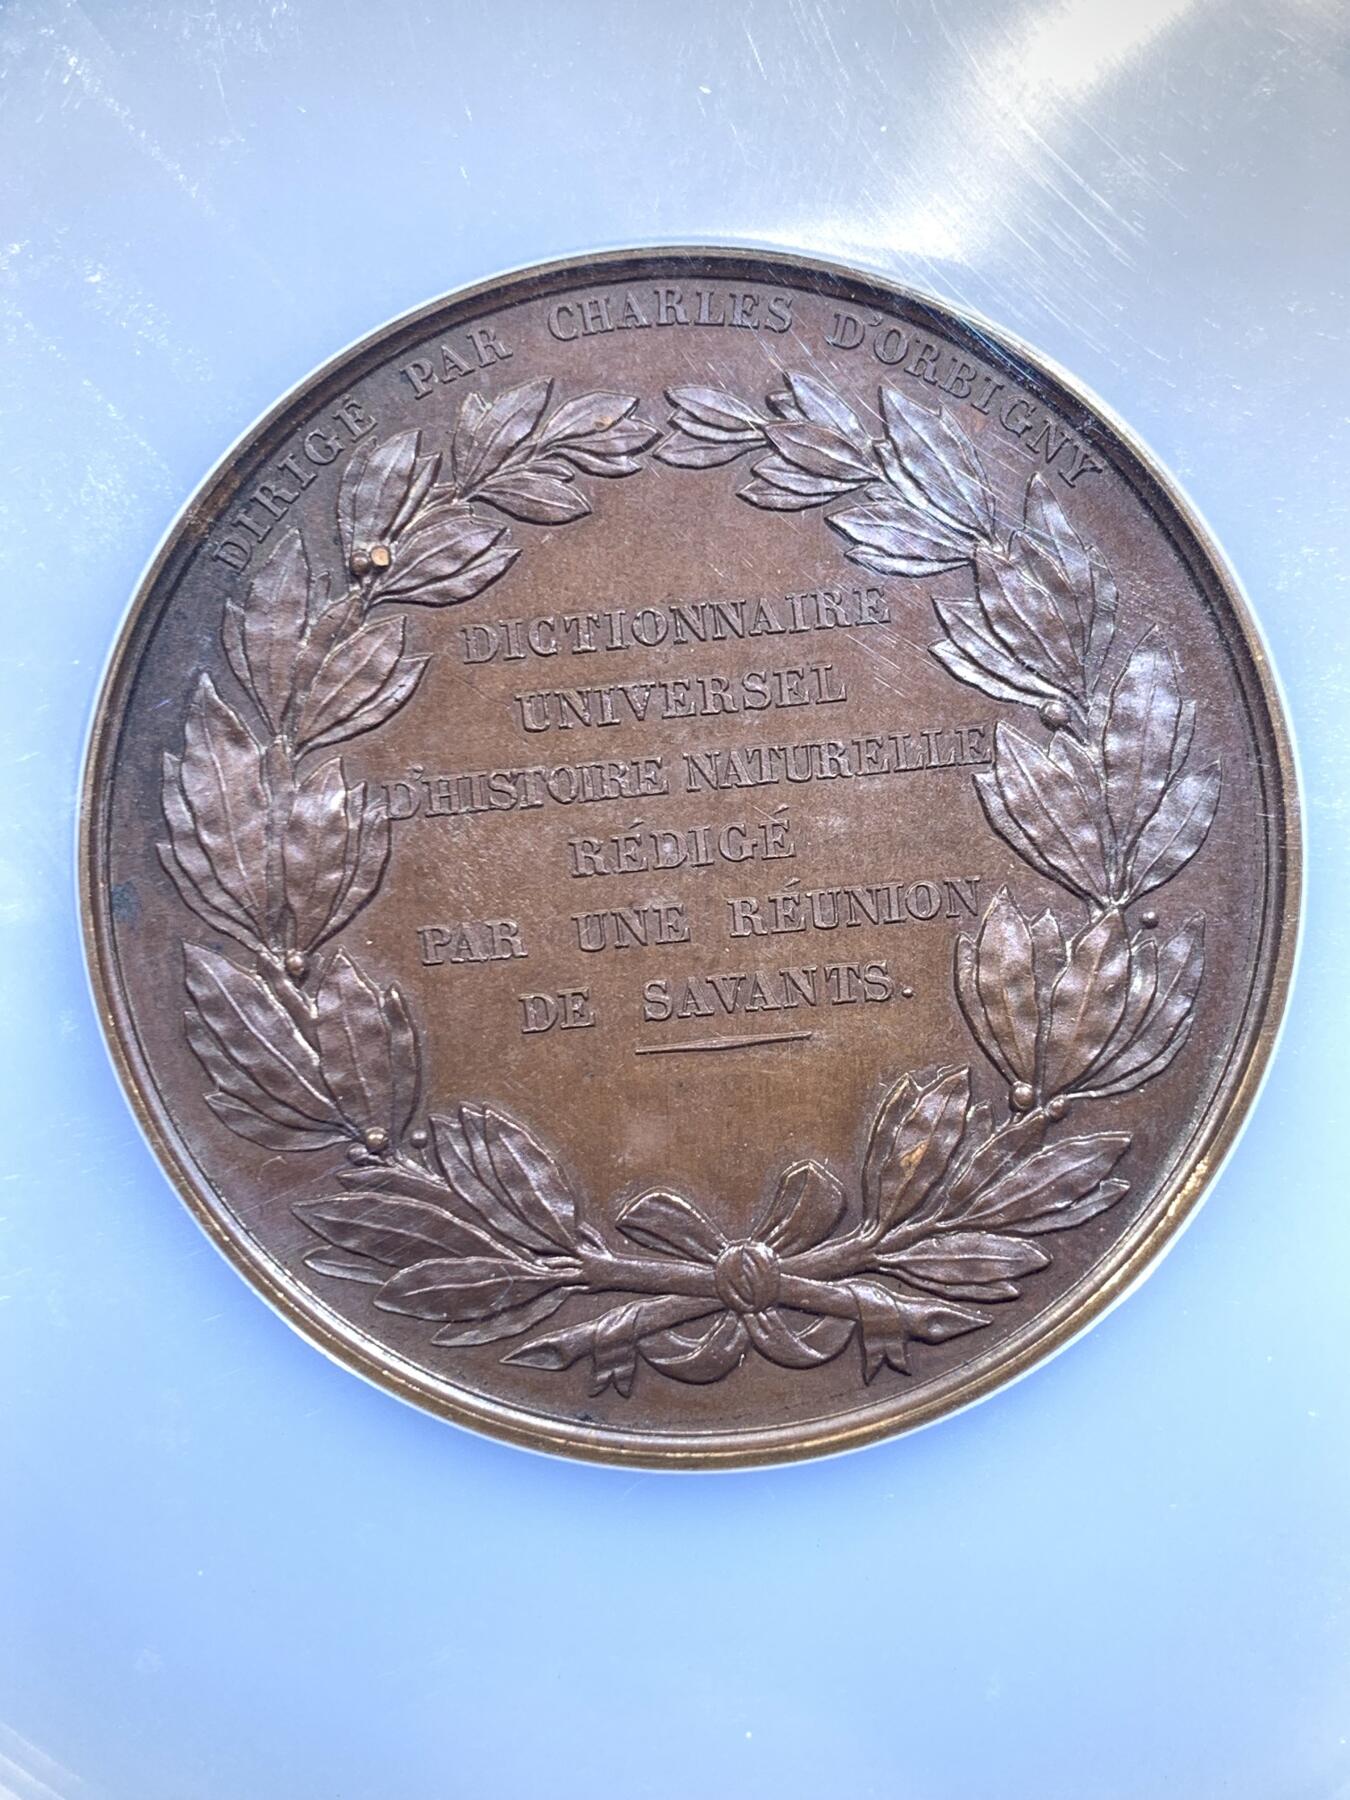 DIRIGÉ PAR CHARLES D'ORBIGNY
DICTIONNAIRE
UNIVERSEL
D'HISTOIRE NATURELLE
RÉDIGÉ
PAR UNE RÉUNION
DE SAVANTS.